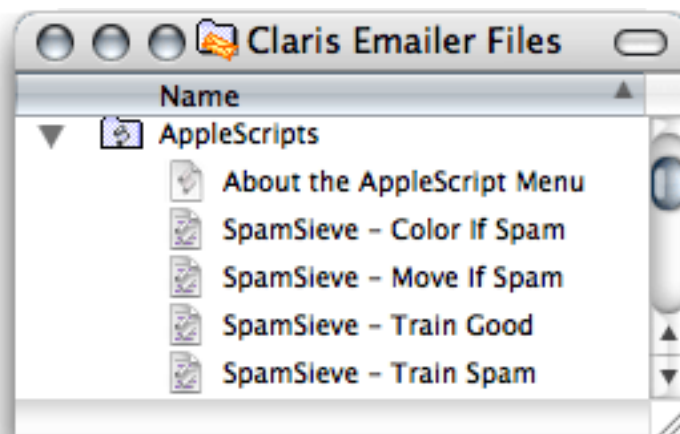 Claris Emailer Files
Name
AppleScripts
About the AppleScript Menu
SpamSieve – Color If Spam
SpamSieve – Move If Spam
SpamSieve – Train Good
SpamSieve – Train Spam